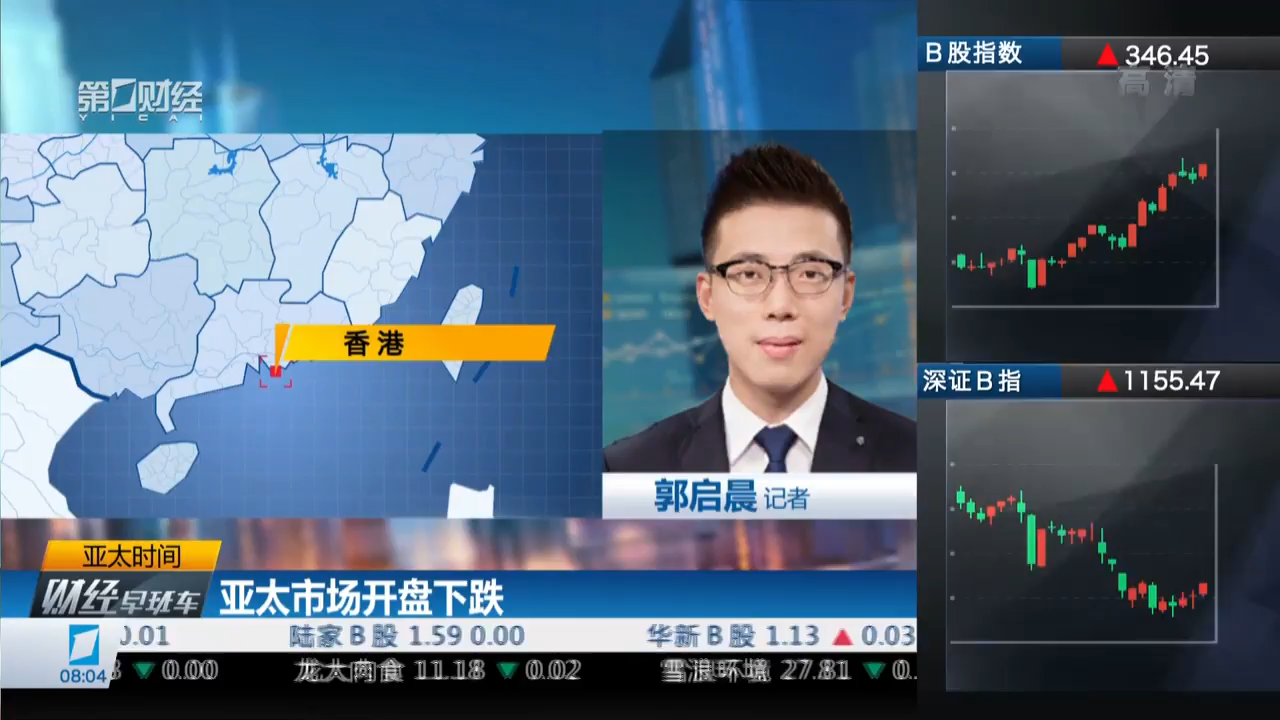 第一财经
YICAI
B股指数 ▲ 346.45
高清
香港
郭启晨 记者
深证B指 ▲ 1155.47
亚太时间
财经早班车
亚太市场开盘下跌
0.01 陆家B股 1.59 0.00 华新B股 1.13 ▲ 0.03
08:04
▼ 0.00 龙大肉食 11.18 ▼ 0.02 雪浪环境 27.81 ▼ 0.